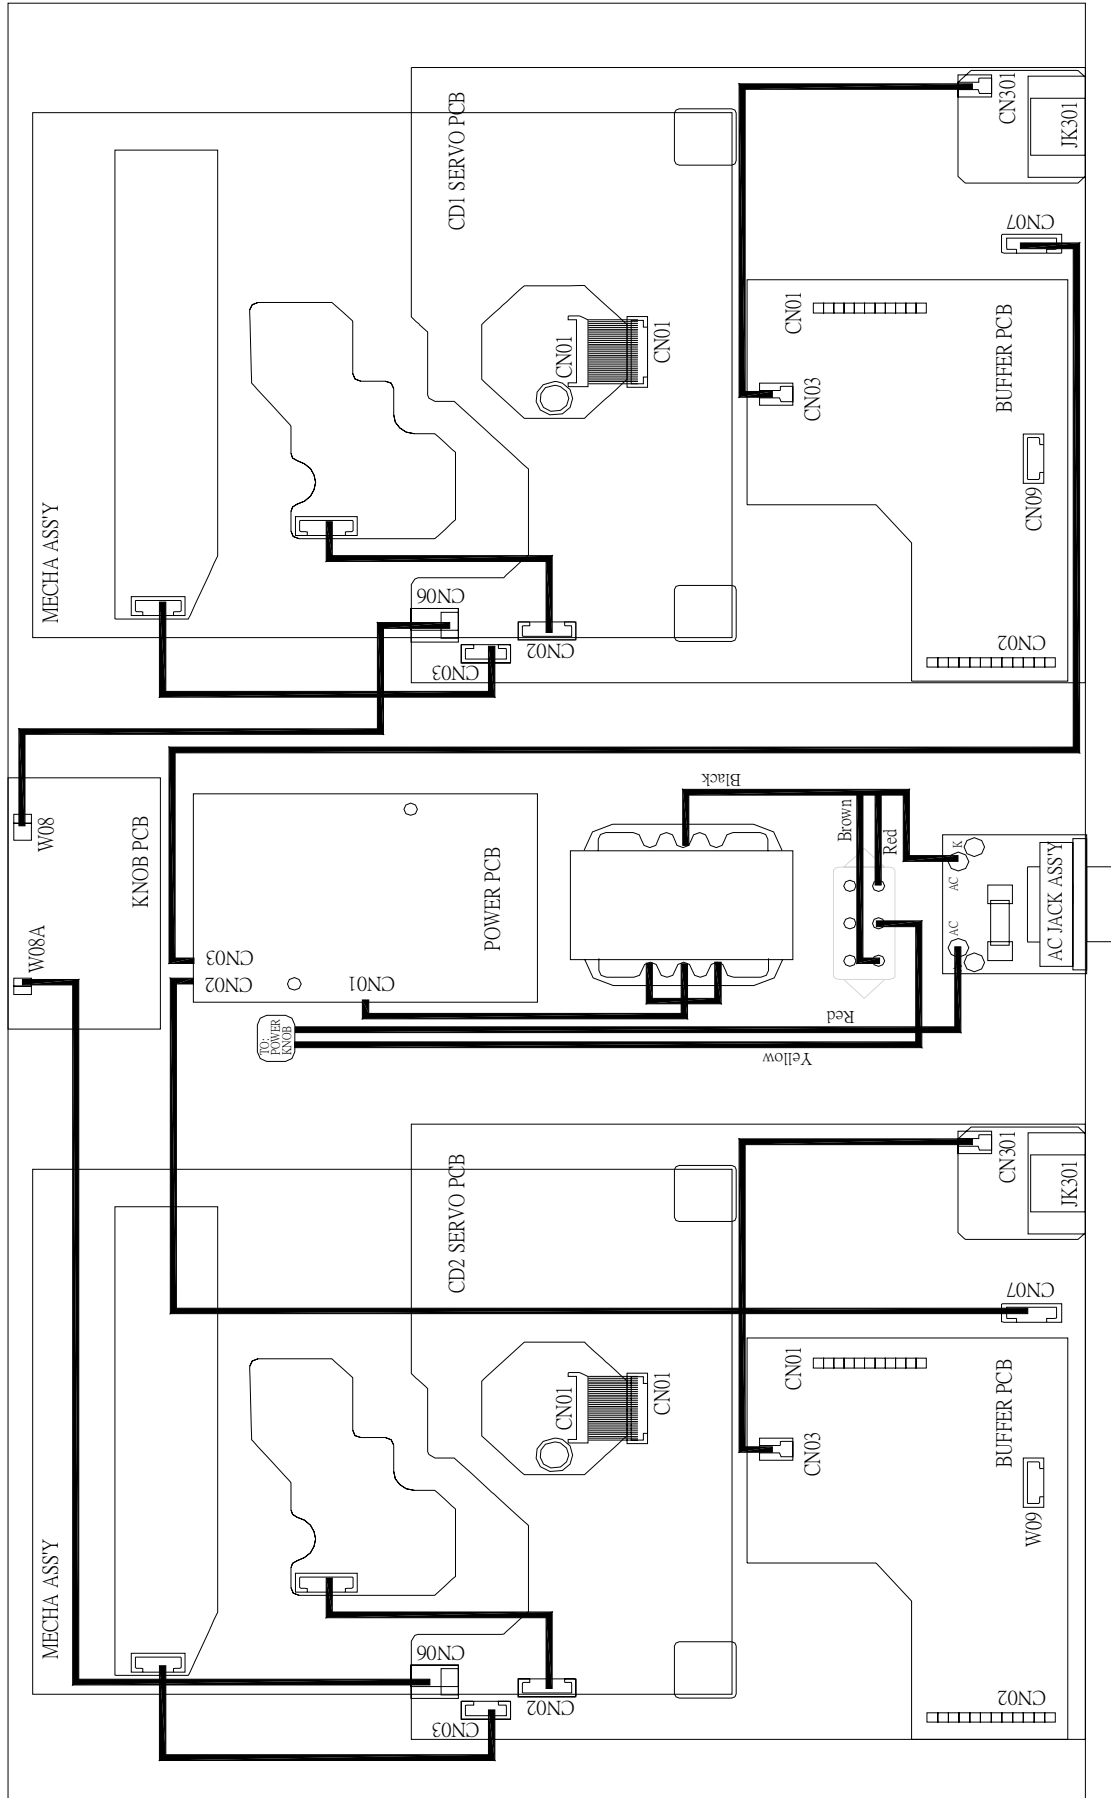 CN301
JK301
CD1 SERVO PCB
CN07
CN01
BUFFER PCB
CN01
CN01
CN03
CN09
MECHA ASS'Y
CN06
CN02
CN03
CN02
Black
W08
KNOB PCB
Brown
Red
K
AC
POWER PCB
AC JACK ASS'Y
W08A
CN03
AC
CN02
CN01
Red
TO:
POWER
KNOB
Yellow
CN301
JK301
CD2 SERVO PCB
CN07
CN01
BUFFER PCB
CN01
CN01
CN03
W09
MECHA ASS'Y
CN06
CN02
CN03
CN02